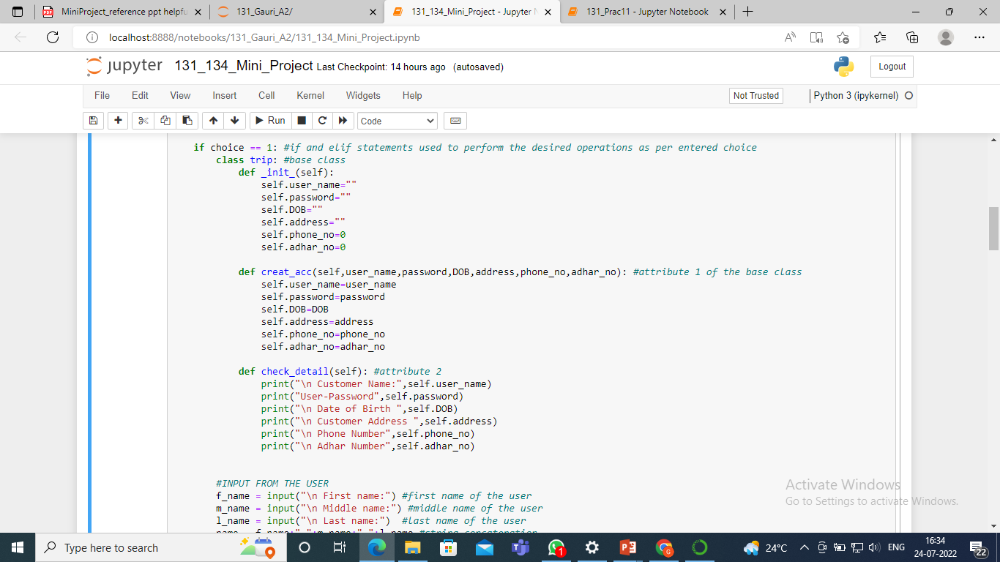 MiniProject_reference ppt helpfu
131_Gauri_A2/
131_134_Mini_Project - Jupyter N
131_Prac11 - Jupyter Notebook
localhost:8888/notebooks/131_Gauri_A2/131_134_Mini_Project.ipynb
jupyter 131_134_Mini_Project Last Checkpoint: 14 hours ago (autosaved)
Logout
File Edit View Insert Cell Kernel Widgets Help
Not Trusted
Python 3 (ipykernel)
Run
Code
if choice == 1: #if and elif statements used to perform the desired operations as per entered choice
class trip: #base class
def _init_(self):
self.user_name=""
self.password=""
self.DOB=""
self.address=""
self.phone_no=0
self.adhar_no=0
def creat_acc(self,user_name,password,DOB,address,phone_no,adhar_no): #attribute 1 of the base class
self.user_name=user_name
self.password=password
self.DOB=DOB
self.address=address
self.phone_no=phone_no
self.adhar_no=adhar_no
def check_detail(self): #attribute 2
print("\n Customer Name:",self.user_name)
print("User-Password",self.password)
print("\n Date of Birth ",self.DOB)
print("\n Customer Address ",self.address)
print("\n Phone Number",self.phone_no)
print("\n Adhar Number",self.adhar_no)
#INPUT FROM THE USER
f_name = input("\n First name:") #first name of the user
m_name = input("\n Middle name:") #middle name of the user
l_name = input("\n Last name:") #last name of the user
Activate Windows
Go to Settings to activate Windows.
Type here to search
1
24°C
ENG
16:34
24-07-2022
22